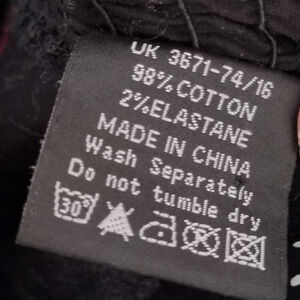 UK 3671-74/16
98% COTTON
2% ELASTANE
MADE IN CHINA
Wash Separately
Do not tumble dry
30°